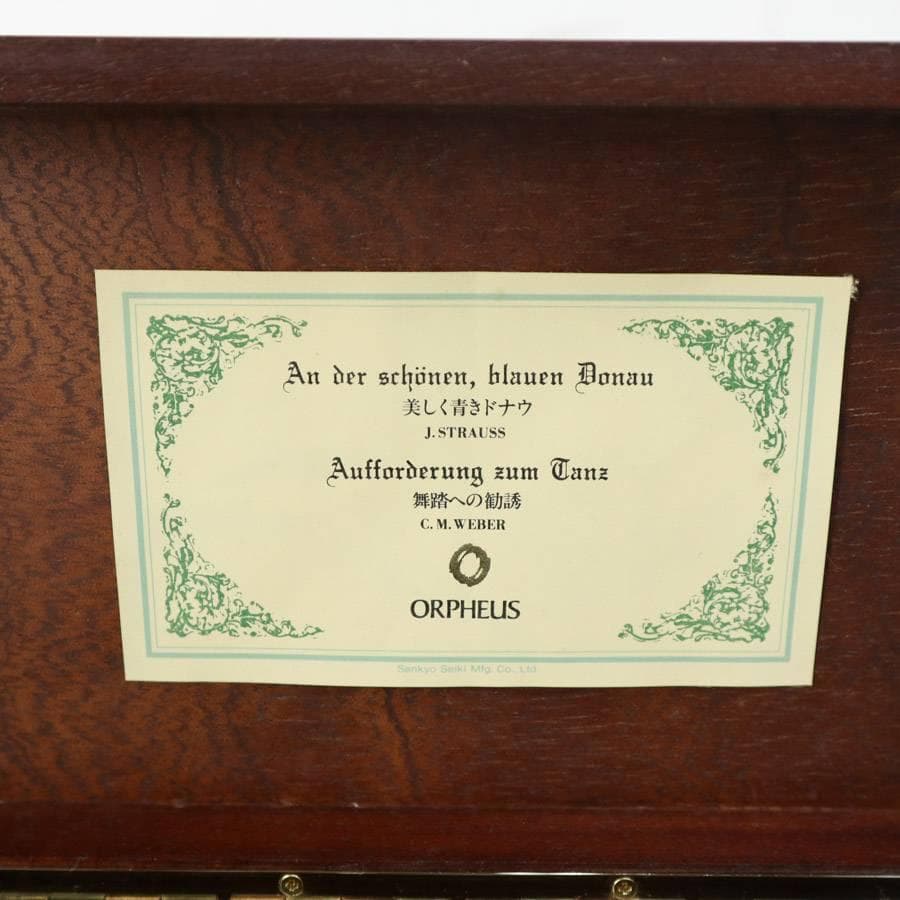 An der schönen, blauen Donau
美しく青きドナウ
J. STRAUSS
Aufforderung zum Tanz
舞踏への勧誘
C. M. WEBER
ORPHEUS
Sankyo Seiki Mfg. Co., Ltd.